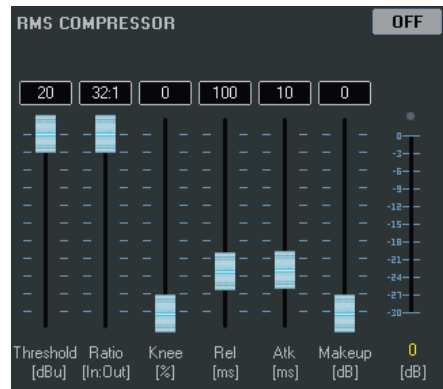 RMS COMPRESSOR OFF
20 32:1 0 100 10 0
0
-3
-6
-9
-12
-15
-18
-21
-24
-27
-30
Threshold Ratio Knee Rel Atk Makeup 0
[dBu] [In:Out] [%] [ms] [ms] [dB] [dB]